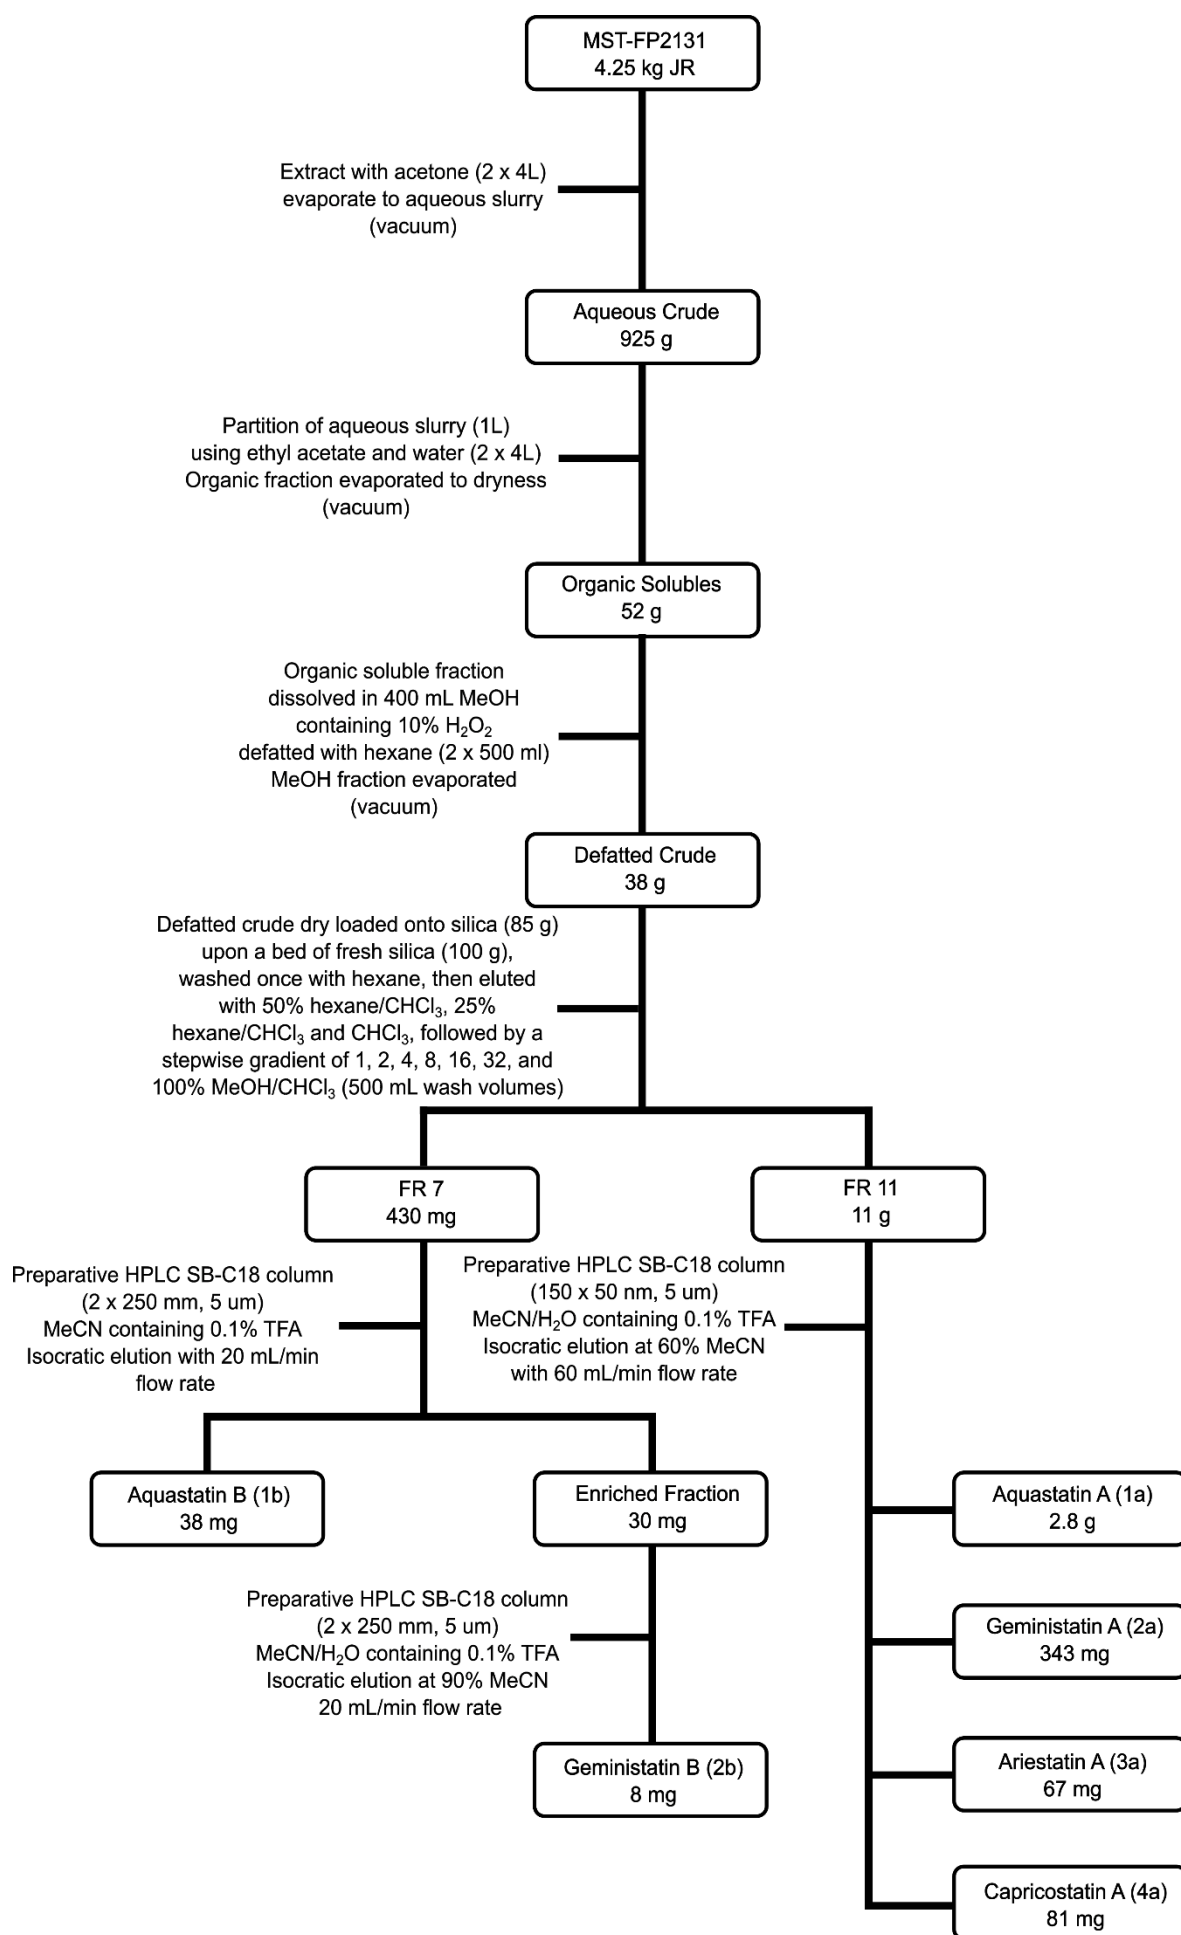 MST-FP2131
4.25 kg JR
Extract with acetone (2 x 4L)
evaporate to aqueous slurry
(vacuum)
Aqueous Crude
925 g
Partition of aqueous slurry (1L)
using ethyl acetate and water (2 x 4L)
Organic fraction evaporated to dryness
(vacuum)
Organic Solubles
52 g
Organic soluble fraction
dissolved in 400 mL MeOH
containing 10% H₂O₂
defatted with hexane (2 x 500 ml)
MeOH fraction evaporated
(vacuum)
Defatted Crude
38 g
Defatted crude dry loaded onto silica (85 g)
upon a bed of fresh silica (100 g),
washed once with hexane, then eluted
with 50% hexane/CHCl₃, 25%
hexane/CHCl₃ and CHCl₃, followed by a
stepwise gradient of 1, 2, 4, 8, 16, 32, and
100% MeOH/CHCl₃ (500 mL wash volumes)
FR 7
430 mg
FR 11
11 g
Preparative HPLC SB-C18 column
(2 x 250 mm, 5 um)
MeCN containing 0.1% TFA
Isocratic elution with 20 mL/min
flow rate
Preparative HPLC SB-C18 column
(150 x 50 nm, 5 um)
MeCN/H₂O containing 0.1% TFA
Isocratic elution at 60% MeCN
with 60 mL/min flow rate
Aquastatin B (1b)
38 mg
Enriched Fraction
30 mg
Aquastatin A (1a)
2.8 g
Preparative HPLC SB-C18 column
(2 x 250 mm, 5 um)
MeCN/H₂O containing 0.1% TFA
Isocratic elution at 90% MeCN
20 mL/min flow rate
Geministatin A (2a)
343 mg
Geministatin B (2b)
8 mg
Ariestatin A (3a)
67 mg
Capricostatin A (4a)
81 mg